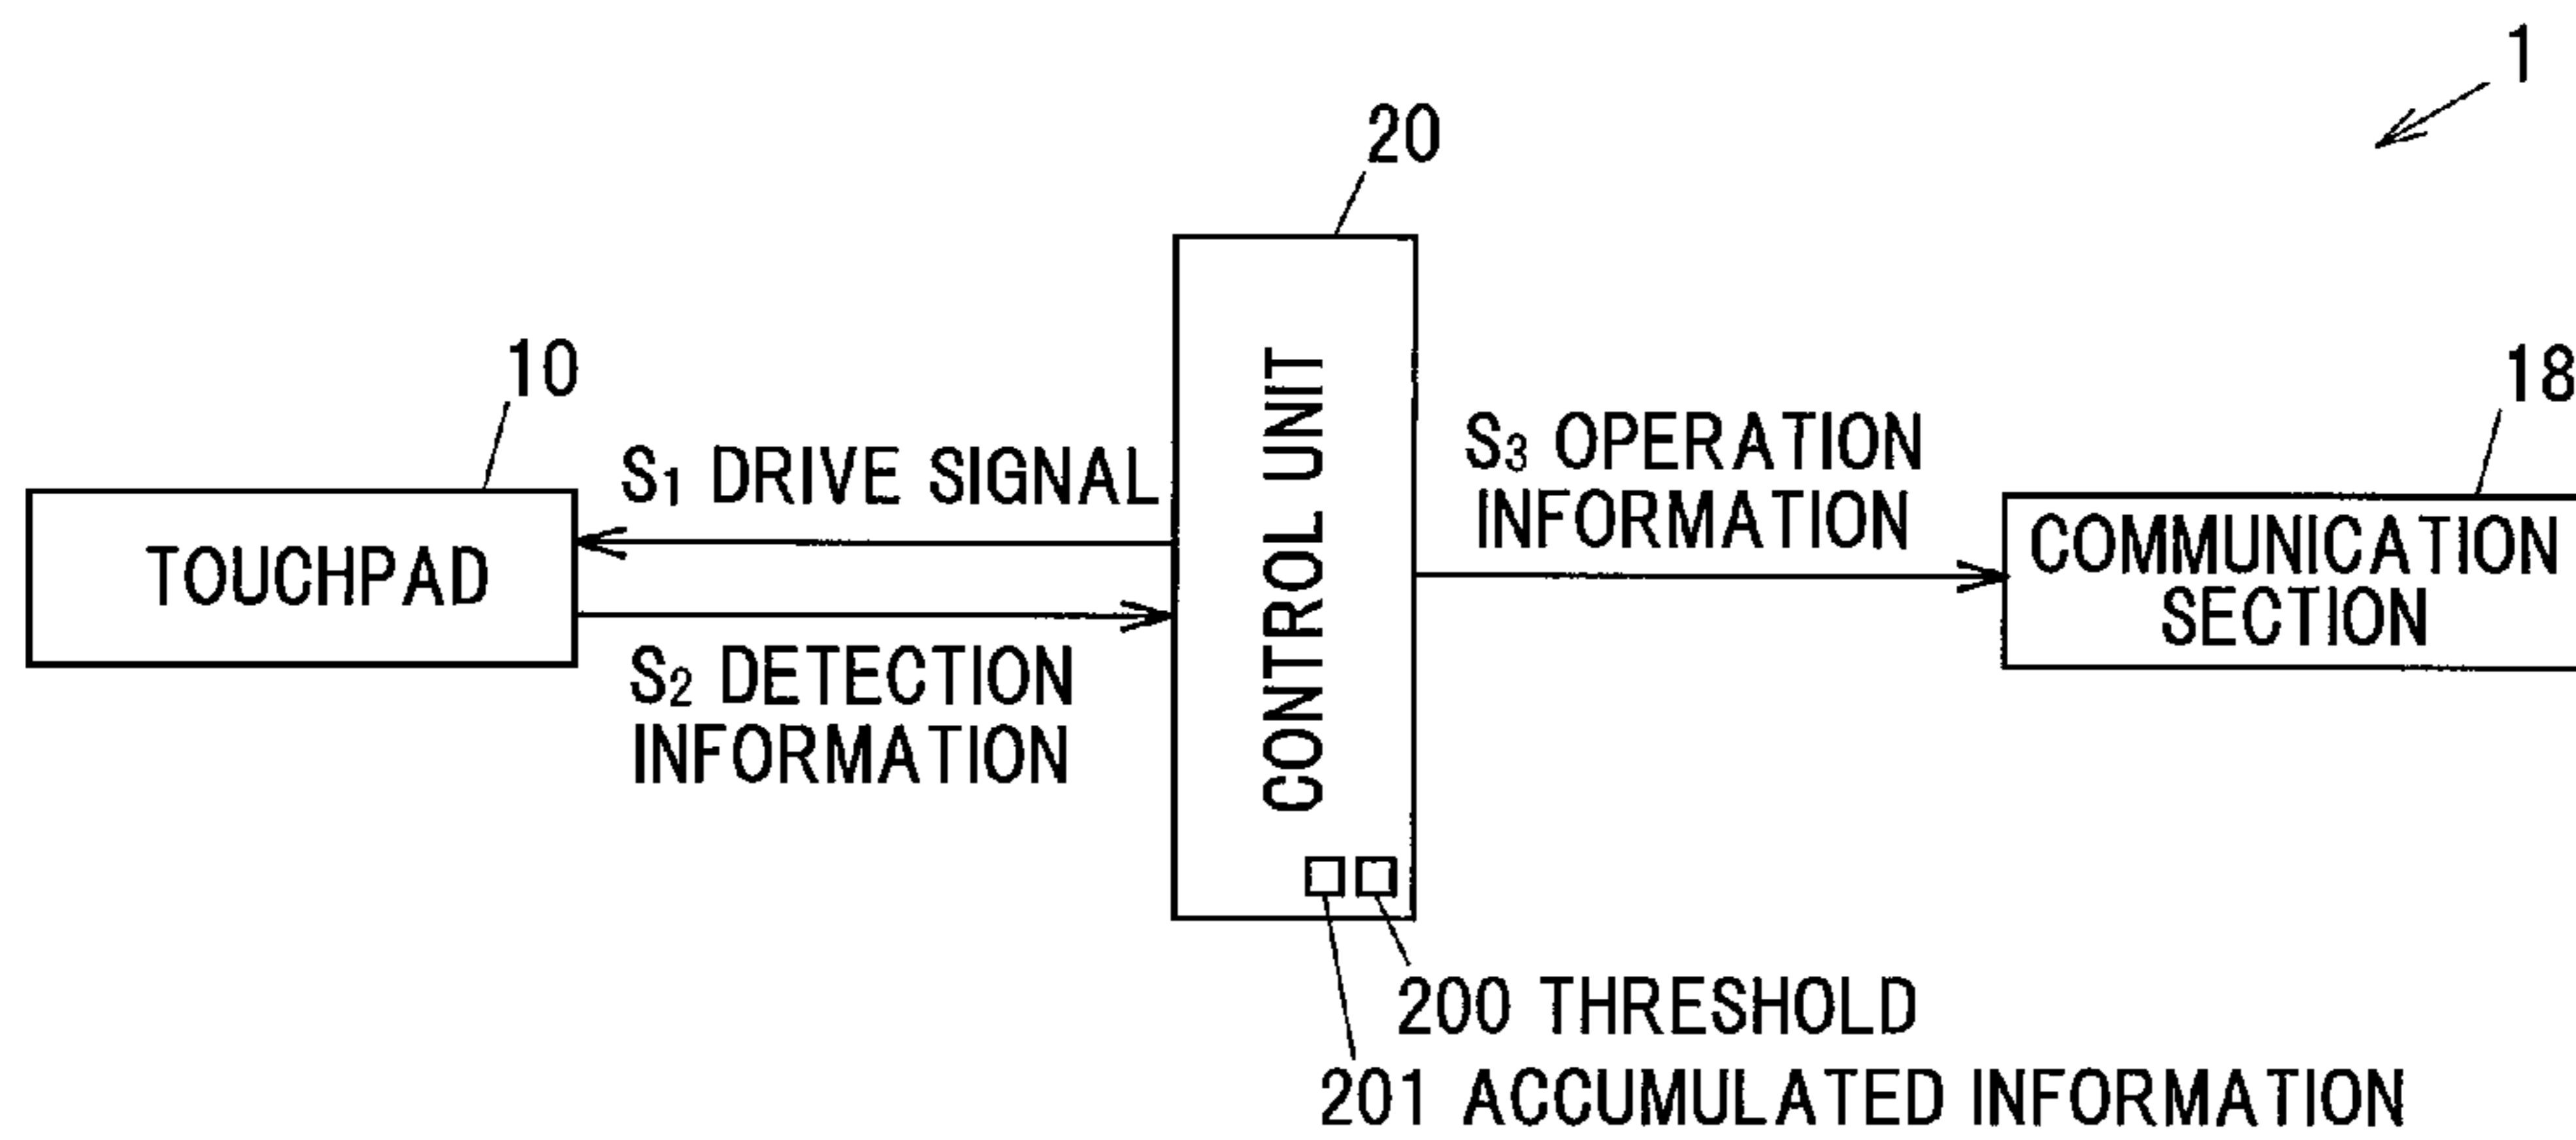 1
20
10
18
S1 DRIVE SIGNAL
S3 OPERATION
INFORMATION
TOUCHPAD
CONTROL UNIT
COMMUNICATION
SECTION
S2 DETECTION
INFORMATION
200 THRESHOLD
201 ACCUMULATED INFORMATION